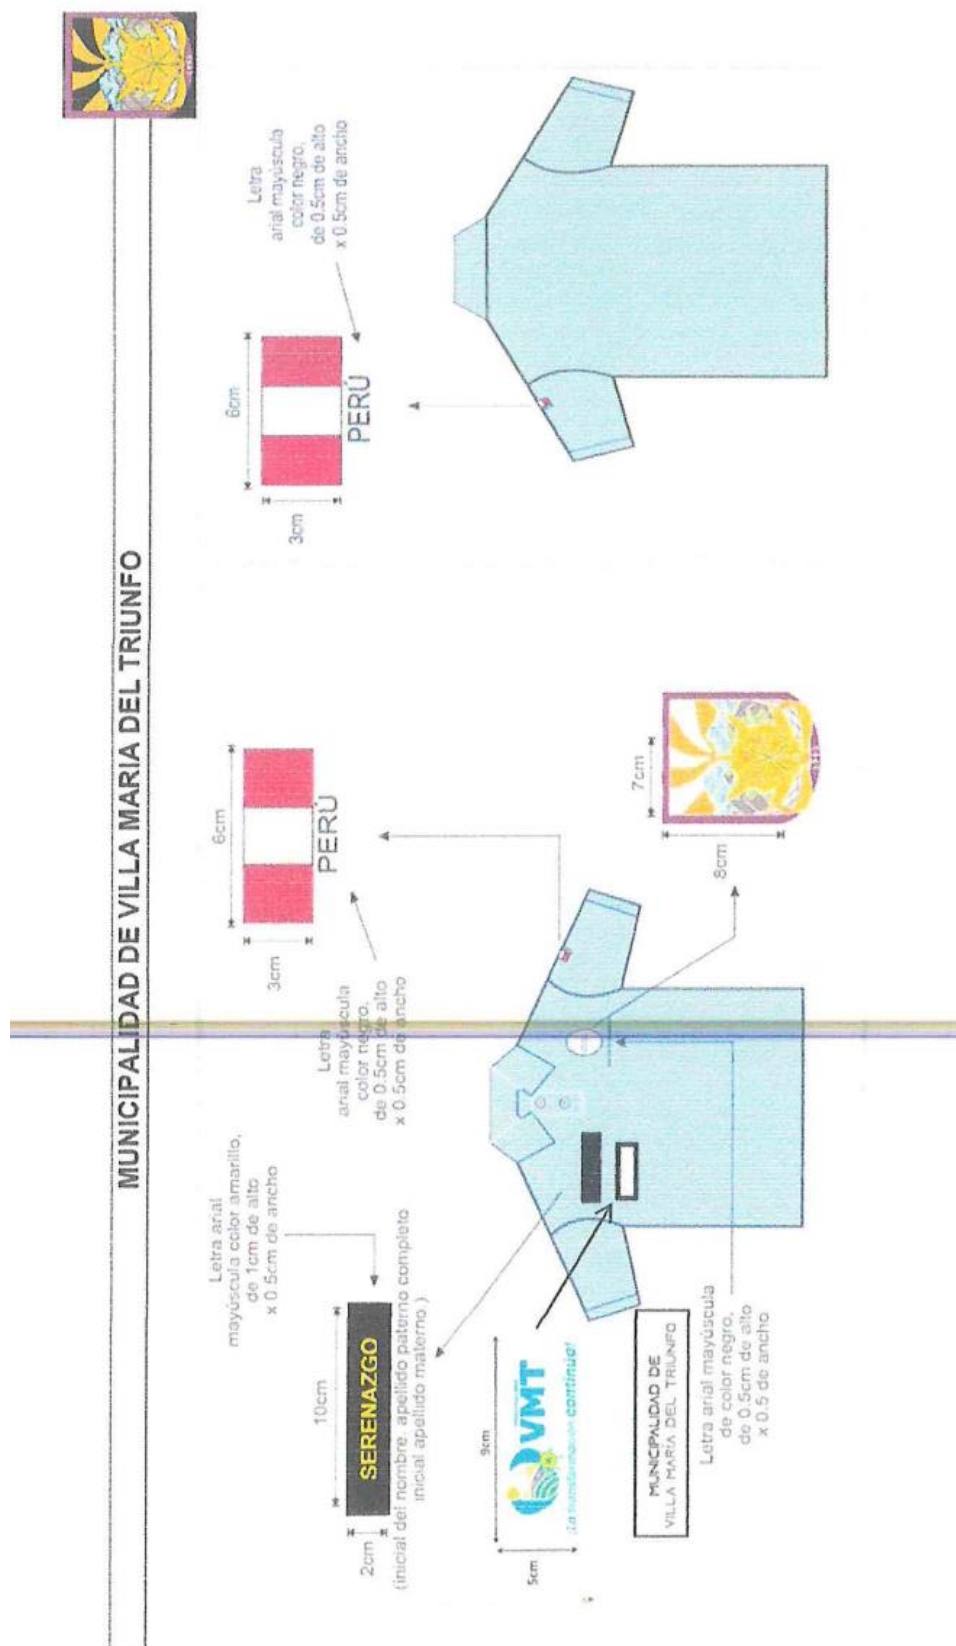 MUNICIPALIDAD DE VILLA MARIA DEL TRIUNFO
Letra arial
mayúscula color amarillo,
de 1cm de alto
x 0.5cm de ancho
10cm
2cm
SERENAZGO
(inicial del nombre, apellido paterno completo
inicial apellido materno.)
9cm
5cm
VMT
¡La transformación continúa!
MUNICIPALIDAD DE
VILLA MARÍA DEL TRIUNFO
Letra arial mayúscula
de color negro,
de 0.5cm de alto
x 0.5 de ancho
6cm
3cm
PERÚ
Letra
arial mayúscula
color negro,
de 0.5cm de alto
x 0.5cm de ancho
7cm
8cm
6cm
3cm
PERÚ
Letra
arial mayúscula
color negro,
de 0.5cm de alto
x 0.5cm de ancho